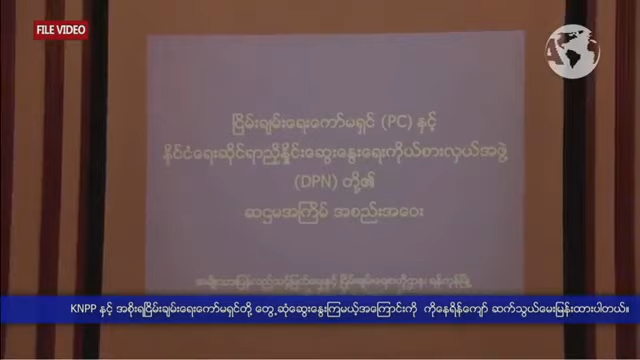 FILE VIDEO
ငြိမ်းချမ်းရေးကော်မရှင် (PC) နှင့်
နိုင်ငံရေးဆိုင်ရာညှိနှိုင်းဆွေးနွေးရေးကိုယ်စားလှယ်အဖွဲ့
(DPN) တို့၏
ဆဌမအကြိမ် အစည်းအဝေး
KNPP နှင့် အစိုးရငြိမ်းချမ်းရေးကော်မရှင်တို့ တွေ့ဆုံဆွေးနွေးကြမယ့်အကြောင်းကို ကိုနေရိန်ကျော် ဆက်သွယ်မေးမြန်းထားပါတယ်။